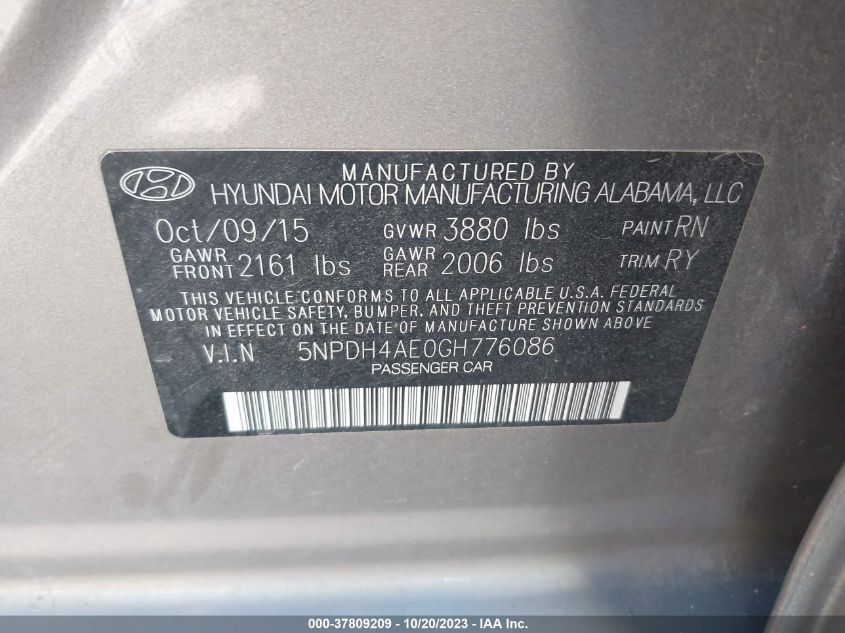 MANUFACTURED BY
HYUNDAI MOTOR MANUFACTURING ALABAMA, LLC
Oct/09/15 GVWR 3880 lbs PAINT RN
GAWR FRONT 2161 lbs GAWR REAR 2006 lbs TRIM RY
THIS VEHICLE CONFORMS TO ALL APPLICABLE U.S.A. FEDERAL
MOTOR VEHICLE SAFETY, BUMPER, AND THEFT PREVENTION STANDARDS
IN EFFECT ON THE DATE OF MANUFACTURE SHOWN ABOVE
V.I.N 5NPDH4AE0GH776086
PASSENGER CAR
000-37809209 - 10/20/2023 - IAA Inc.